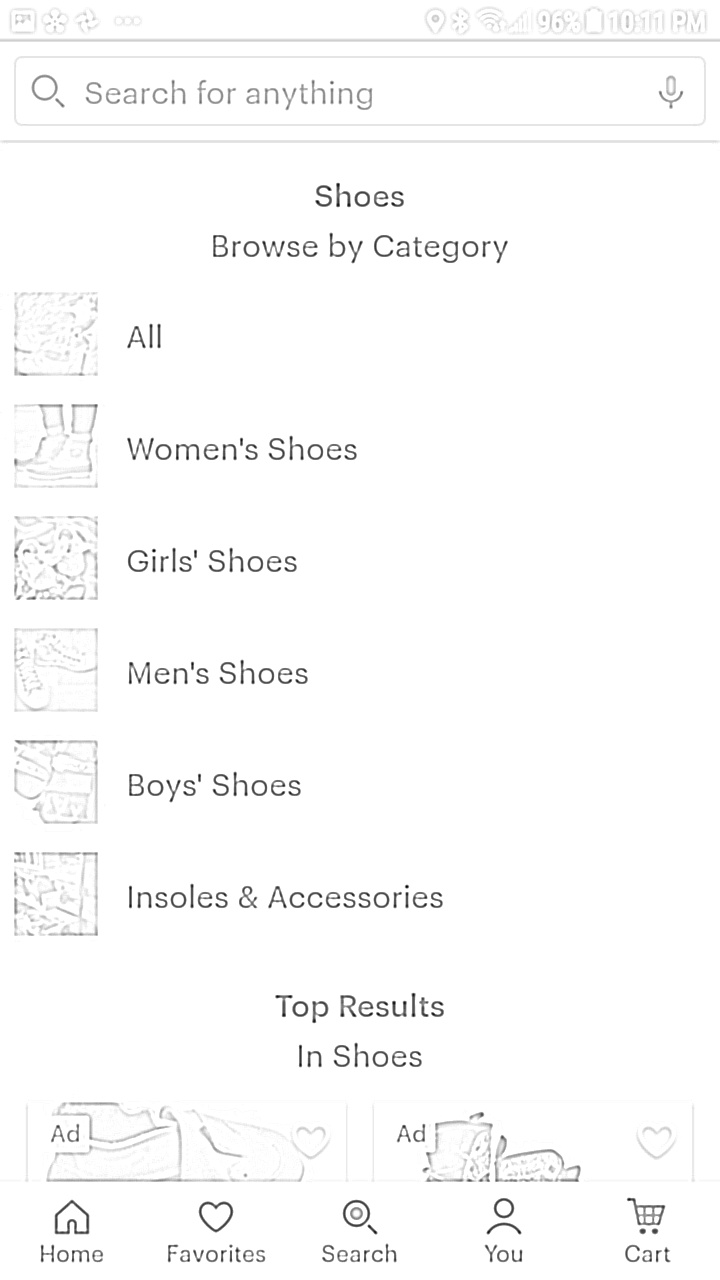 96% 10:11 PM
Search for anything
Shoes
Browse by Category
All
Women's Shoes
Girls' Shoes
Men's Shoes
Boys' Shoes
Insoles & Accessories
Top Results
In Shoes
Ad Ad
Home Favorites Search You Cart